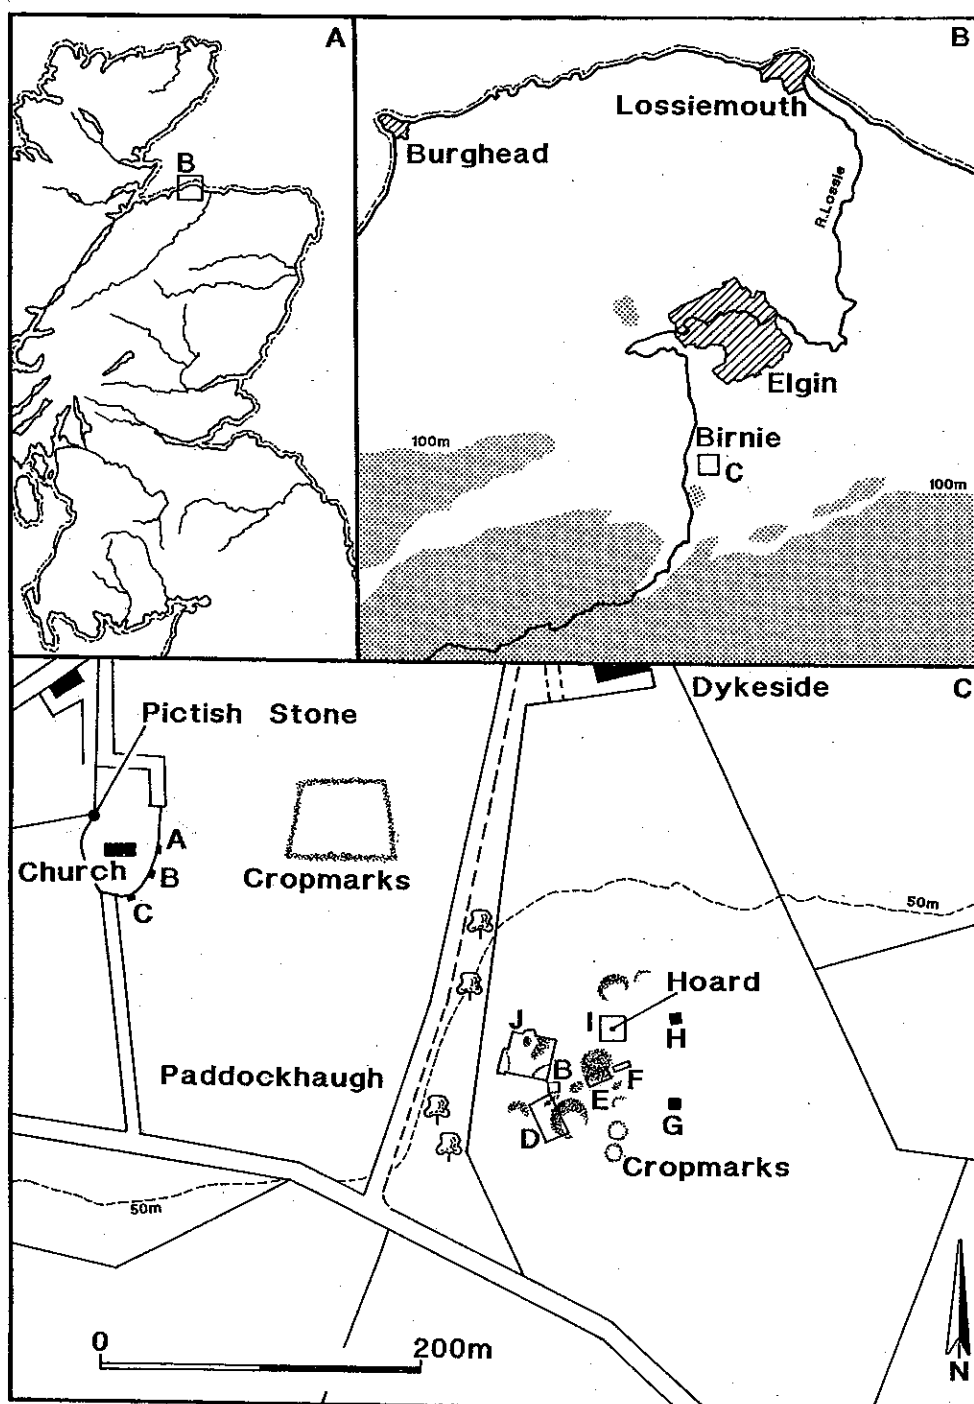 A
B
B
Lossiemouth
Burghead
R.Lossie
Elgin
Birnie
C
100m
100m
Dykeside
C
Pictish Stone
A
Church
B
C
Cropmarks
50m
Hoard
I
H
J
B
F
E
G
D
Paddockhaugh
Cropmarks
50m
0
200m
N